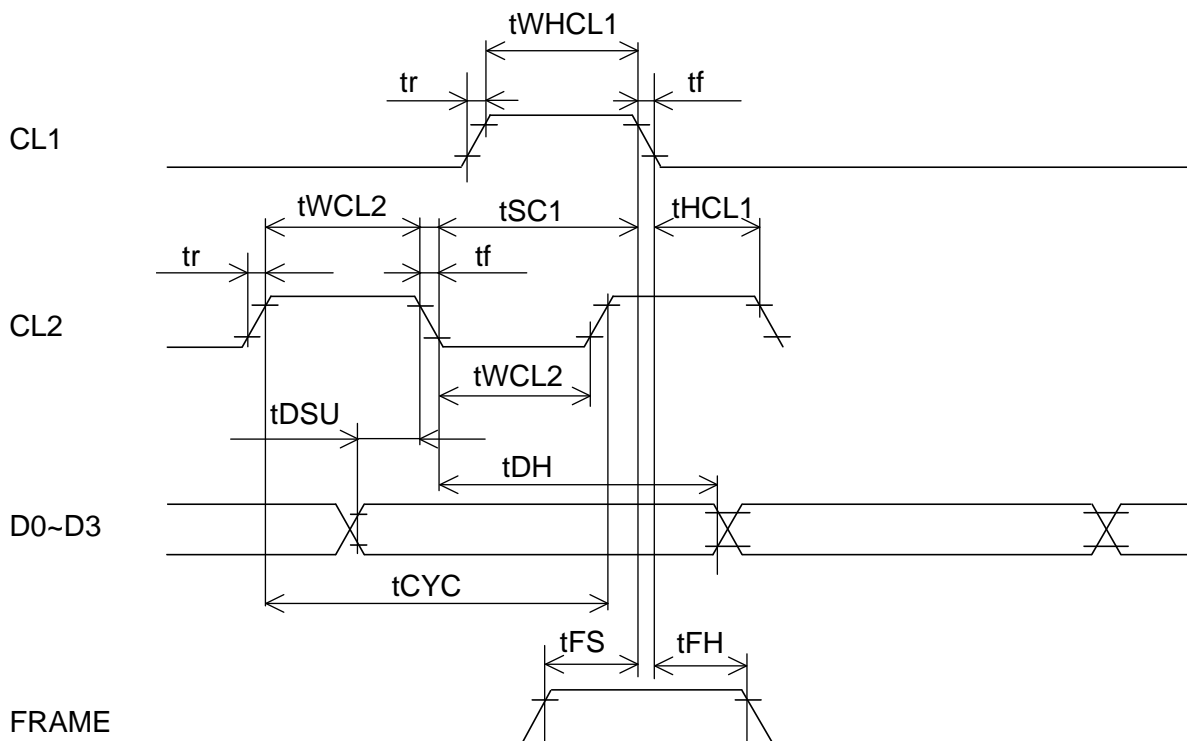 tWHCL1
tr
tf
CL1
tWCL2
tSC1
tHCL1
tr
tf
CL2
tWCL2
tDSU
tDH
D0~D3
tCYC
tFS
tFH
FRAME